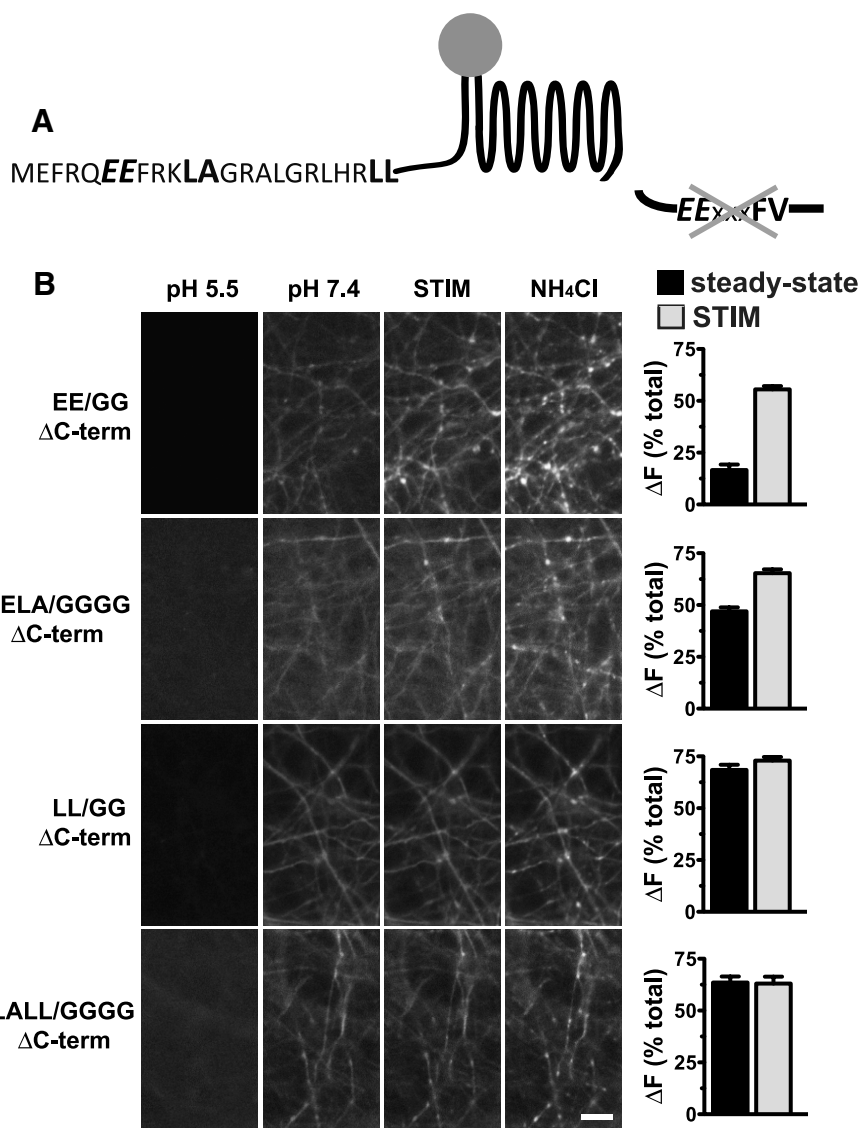 A
MEFRQEEFRKLAGRALGRLHRLL
EExxxFV
B
pH 5.5 pH 7.4 STIM NH₄Cl
steady-state
STIM
EE/GG
ΔC-term
75
50
25
0
ΔF (% total)
ELA/GGGG
ΔC-term
75
50
25
0
ΔF (% total)
LL/GG
ΔC-term
75
50
25
0
ΔF (% total)
LALL/GGGG
ΔC-term
75
50
25
0
ΔF (% total)